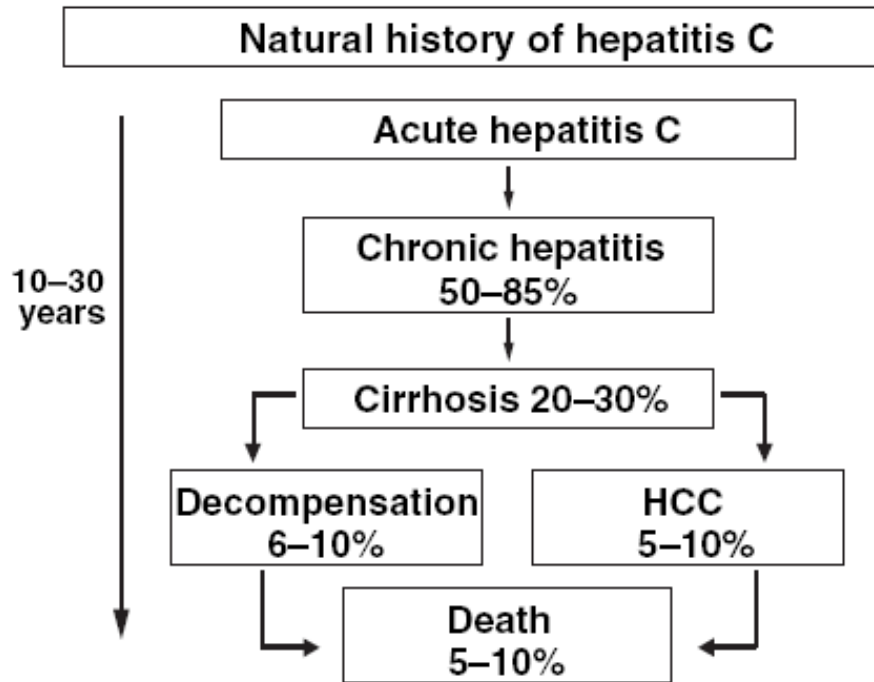 Natural history of hepatitis C
Acute hepatitis C
Chronic hepatitis
50–85%
10–30
years
Cirrhosis 20–30%
Decompensation
6–10%
HCC
5–10%
Death
5–10%